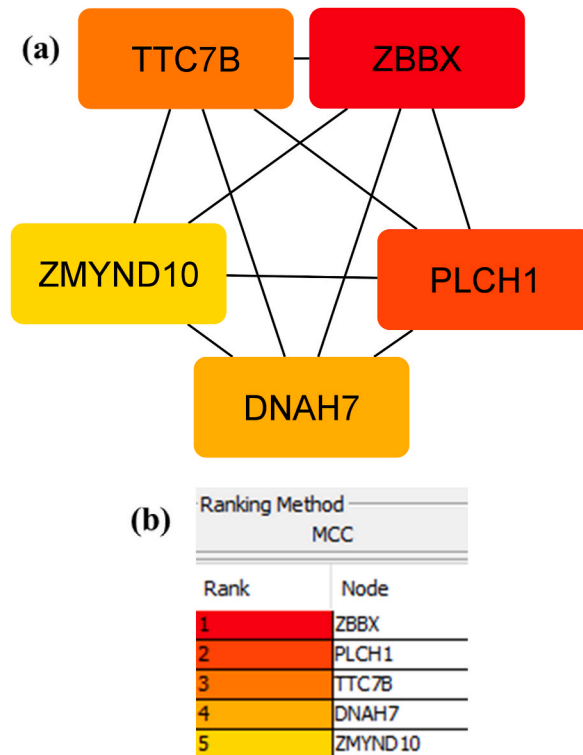 (a)
TTC7B
ZBBX
ZMYND10
PLCH1
DNAH7
(b)
Ranking Method
MCC
Rank Node
1 ZBBX
2 PLCH1
3 TTC7B
4 DNAH7
5 ZMYND10